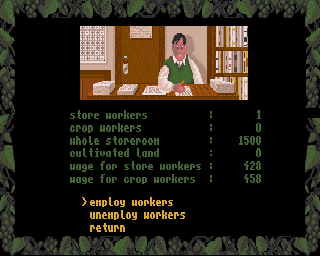 store workers : 1
crop workers : 0
whole storeroom : 1500
cultivated land : 0
wage for store workers : 428
wage for crop workers : 458
>employ workers
unemploy workers
return